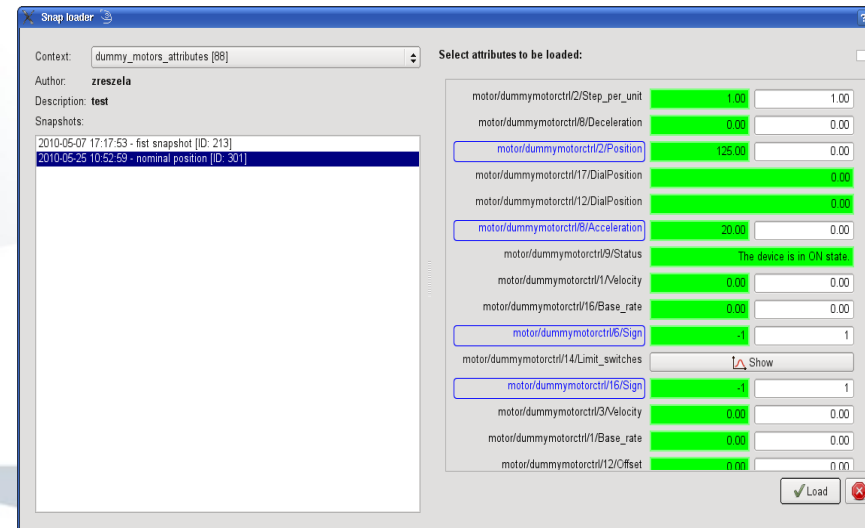 Snap loader
Context: dummy_motors_attributes [88]
Author: zreszela
Description: test
Snapshots:
2010-05-07 17:17:53 - fist snapshot [ID: 213]
2010-05-25 10:52:59 - nominal position [ID: 301]
Select attributes to be loaded:
motor/dummymotorctrl/2/Step_per_unit 1.00 1.00
motor/dummymotorctrl/8/Deceleration 0.00 0.00
motor/dummymotorctrl/2/Position 125.00 0.00
motor/dummymotorctrl/17/DialPosition 0.00
motor/dummymotorctrl/12/DialPosition 0.00
motor/dummymotorctrl/8/Acceleration 20.00 0.00
motor/dummymotorctrl/9/Status The device is in ON state.
motor/dummymotorctrl/1/Velocity 0.00 0.00
motor/dummymotorctrl/16/Base_rate 0.00 0.00
motor/dummymotorctrl/6/Sign -1 1
motor/dummymotorctrl/14/Limit_switches Show
motor/dummymotorctrl/16/Sign -1 1
motor/dummymotorctrl/3/Velocity 0.00 0.00
motor/dummymotorctrl/1/Base_rate 0.00 0.00
motor/dummymotorctrl/12/Offset 0.00 0.00
Load